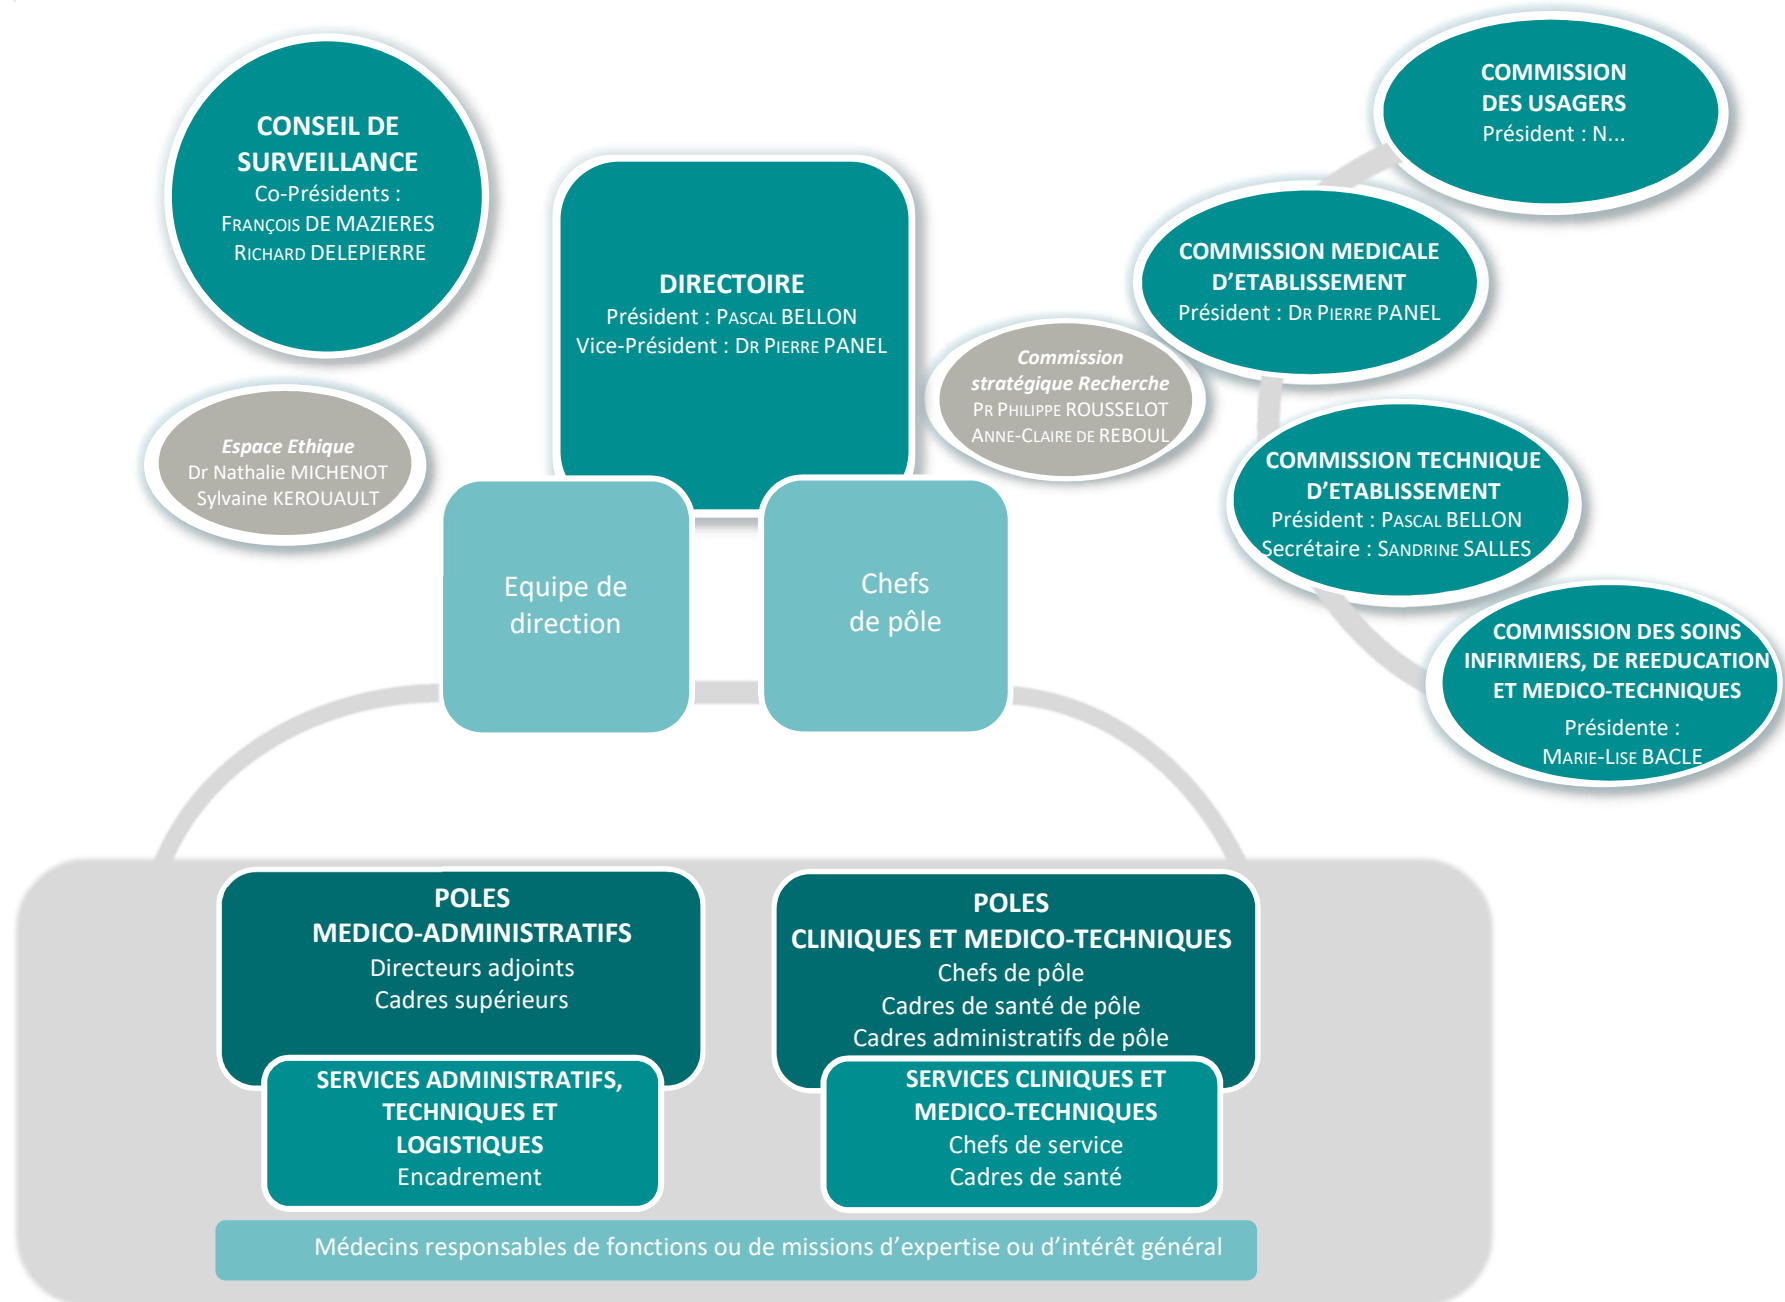 CONSEIL DE
SURVEILLANCE
Co-Présidents :
FRANÇOIS DE MAZIERES
RICHARD DELEPIERRE
Espace Ethique
Dr Nathalie MICHENOT
Sylvaine KEROUAULT
DIRECTOIRE
Président : PASCAL BELLON
Vice-Président : DR PIERRE PANEL
Equipe de
direction
Chefs
de pôle
Commission
stratégique Recherche
PR PHILIPPE ROUSSELOT
ANNE-CLAIRE DE REBOUL
COMMISSION
DES USAGERS
Président : N...
COMMISSION MEDICALE
D’ETABLISSEMENT
Président : DR PIERRE PANEL
COMMISSION TECHNIQUE
D’ETABLISSEMENT
Président : PASCAL BELLON
Secrétaire : SANDRINE SALLES
COMMISSION DES SOINS
INFIRMIERS, DE REEDUCATION
ET MEDICO-TECHNIQUES
Présidente :
MARIE-LISE BACLE
POLES
MEDICO-ADMINISTRATIFS
Directeurs adjoints
Cadres supérieurs
SERVICES ADMINISTRATIFS,
TECHNIQUES ET
LOGISTIQUES
Encadrement
POLES
CLINIQUES ET MEDICO-TECHNIQUES
Chefs de pôle
Cadres de santé de pôle
Cadres administratifs de pôle
SERVICES CLINIQUES ET
MEDICO-TECHNIQUES
Chefs de service
Cadres de santé
Médecins responsables de fonctions ou de missions d’expertise ou d’intérêt général